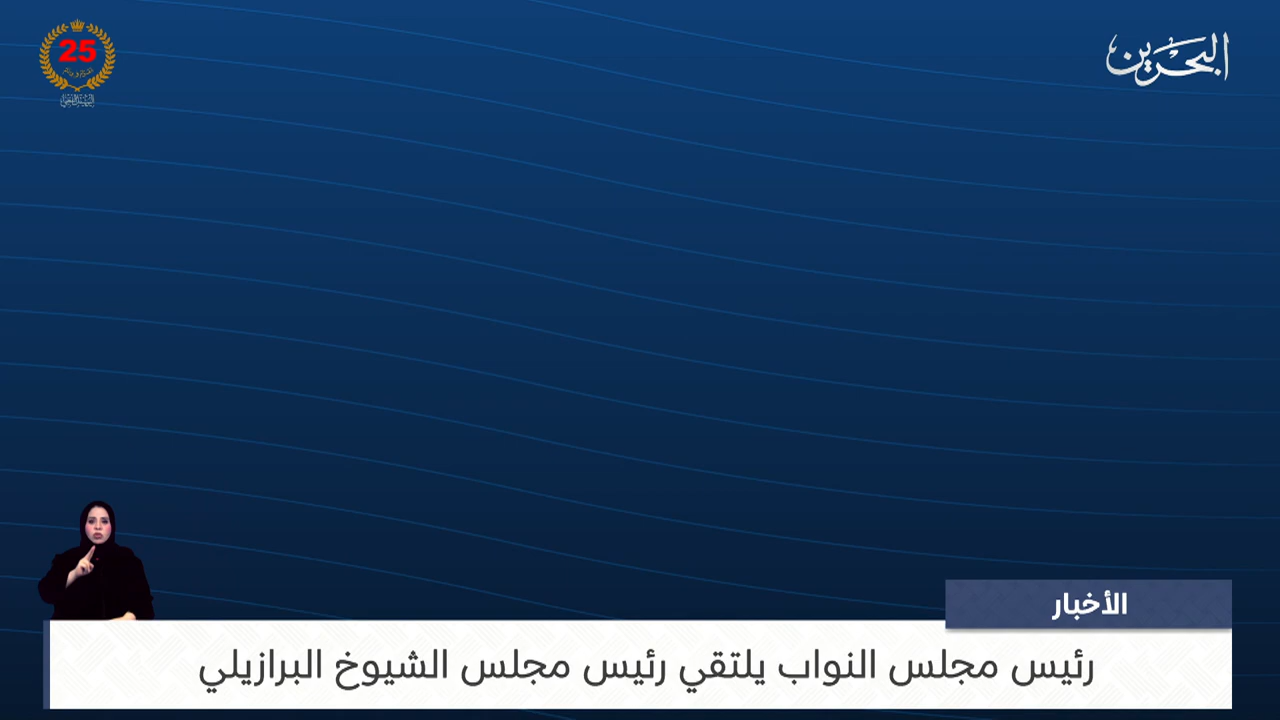 البحرين
25
الأخبار
رئيس مجلس النواب يلتقي رئيس مجلس الشيوخ البرازيلي